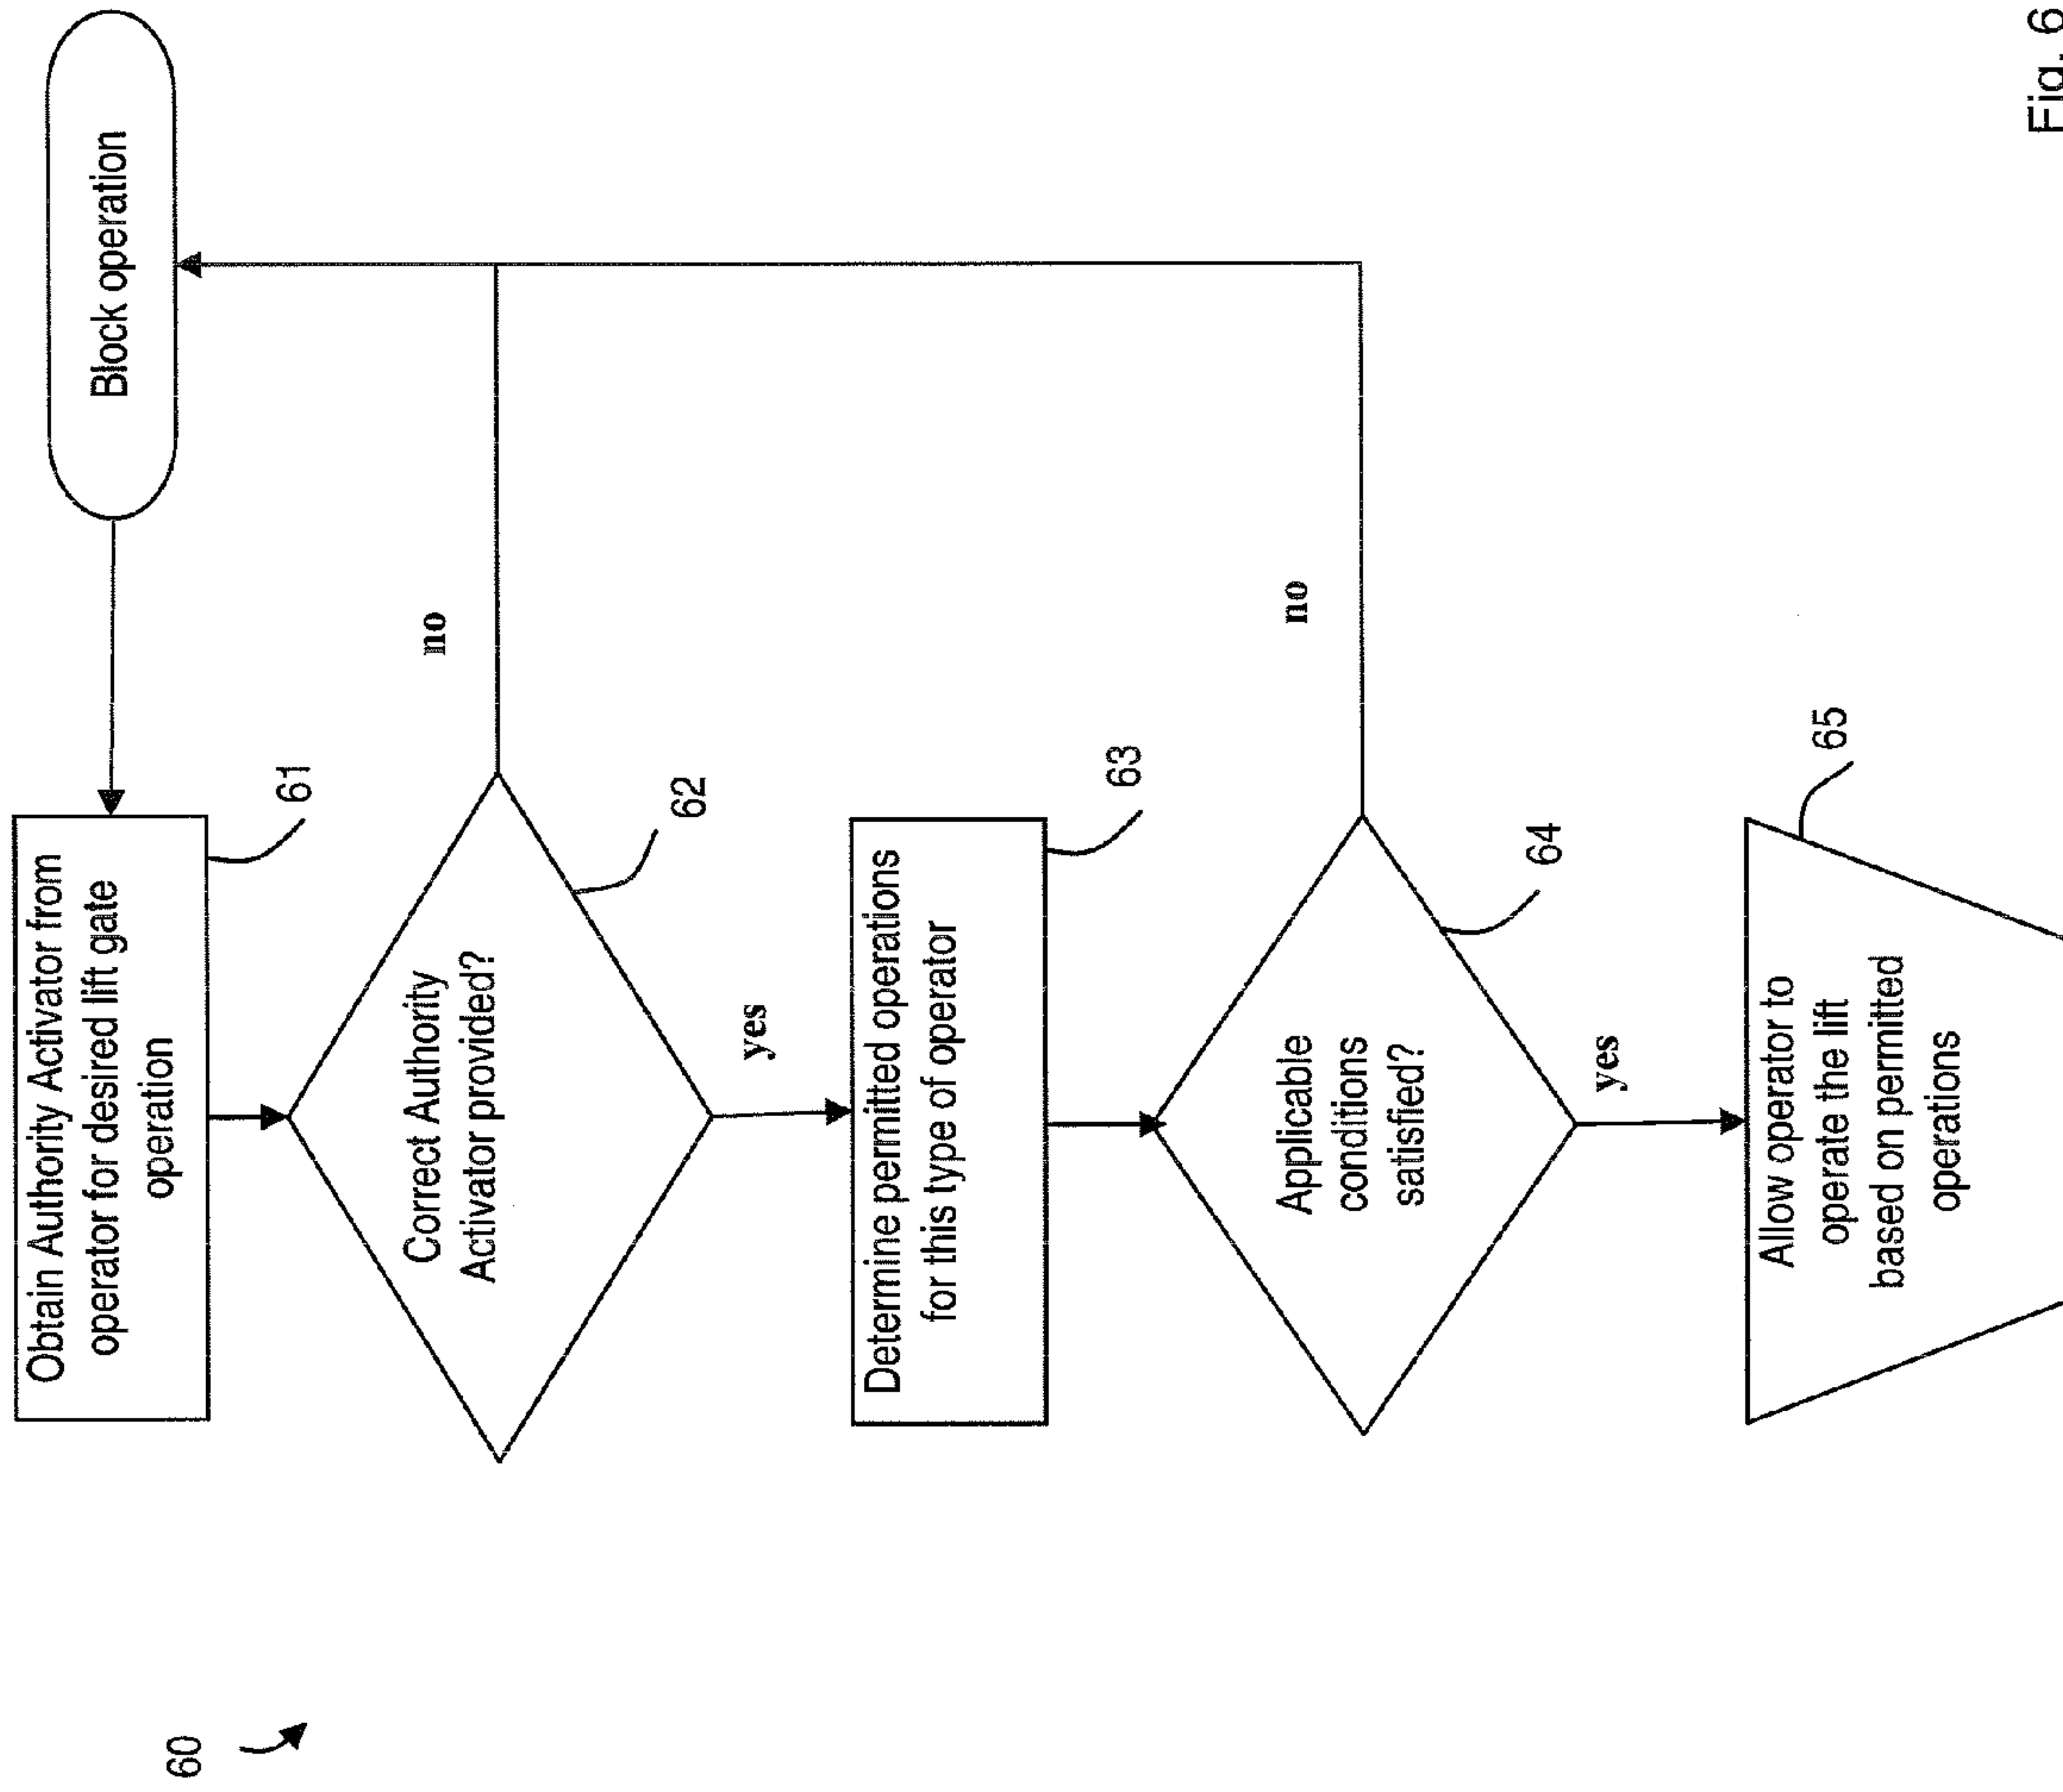 60
Obtain Authority Activator from
operator for desired lift gate
operation
61
Block operation
Correct Authority
Activator provided?
62
no
yes
Determine permitted operations
for this type of operator
63
Applicable
conditions
satisfied?
64
no
yes
Allow operator to
operate the lift
based on permitted
operations
65
Fig. 6